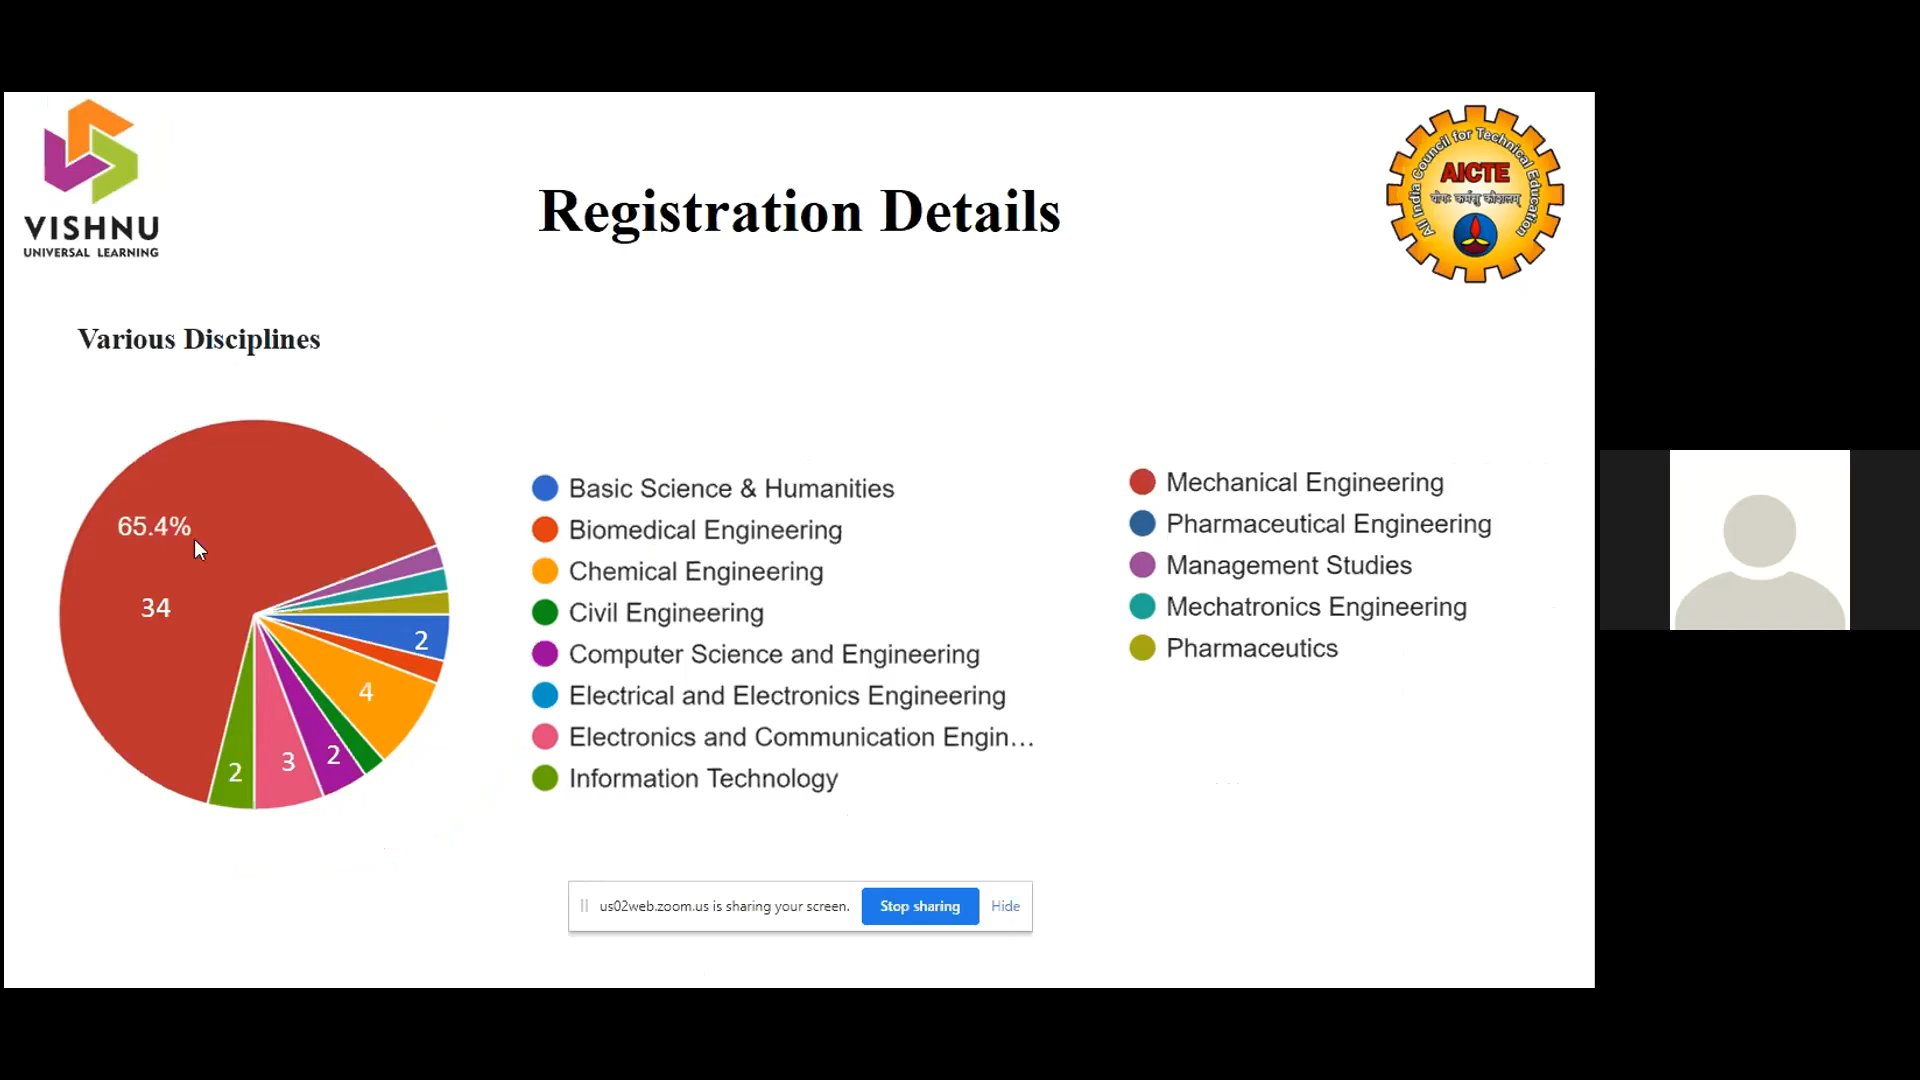 VISHNU
UNIVERSAL LEARNING
Registration Details
All India Council for Technical Education
AICTE
योगः कर्मसु कौशलम्
Various Disciplines
65.4%
34
2
4
2
3
2
Basic Science & Humanities
Biomedical Engineering
Chemical Engineering
Civil Engineering
Computer Science and Engineering
Electrical and Electronics Engineering
Electronics and Communication Engin...
Information Technology
Mechanical Engineering
Pharmaceutical Engineering
Management Studies
Mechatronics Engineering
Pharmaceutics
us02web.zoom.us is sharing your screen.
Stop sharing
Hide